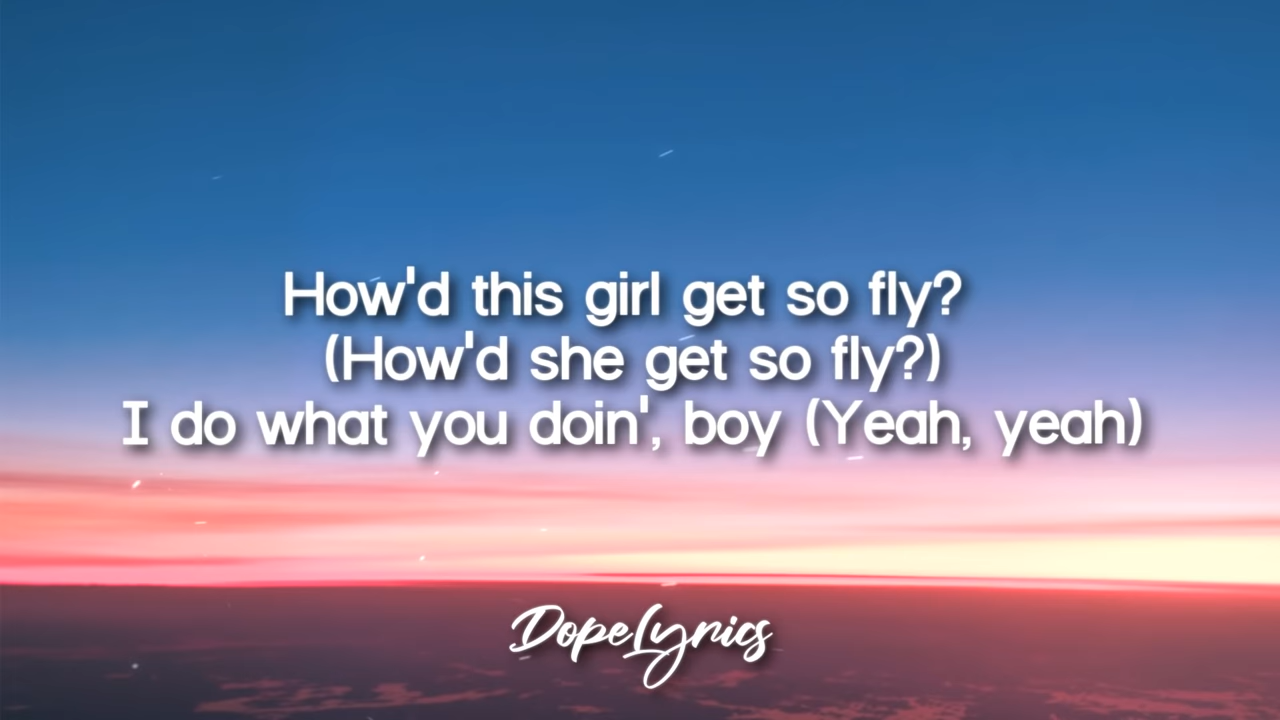 How'd this girl get so fly?
(How'd she get so fly?)
I do what you doin', boy (Yeah, yeah)
DopeLyrics